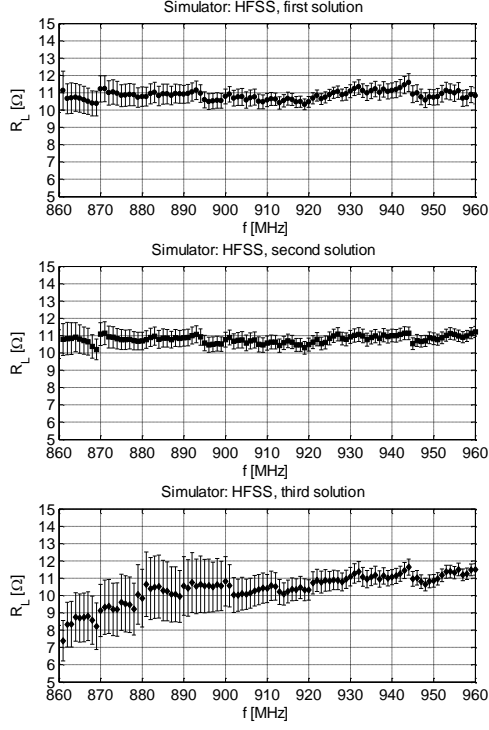 Simulator: HFSS, first solution
15
14
13
12
11
10
9
8
7
6
5
R_L [Ω]
860 870 880 890 900 910 920 930 940 950 960
f [MHz]
Simulator: HFSS, second solution
15
14
13
12
11
10
9
8
7
6
5
R_L [Ω]
860 870 880 890 900 910 920 930 940 950 960
f [MHz]
Simulator: HFSS, third solution
15
14
13
12
11
10
9
8
7
6
5
R_L [Ω]
860 870 880 890 900 910 920 930 940 950 960
f [MHz]